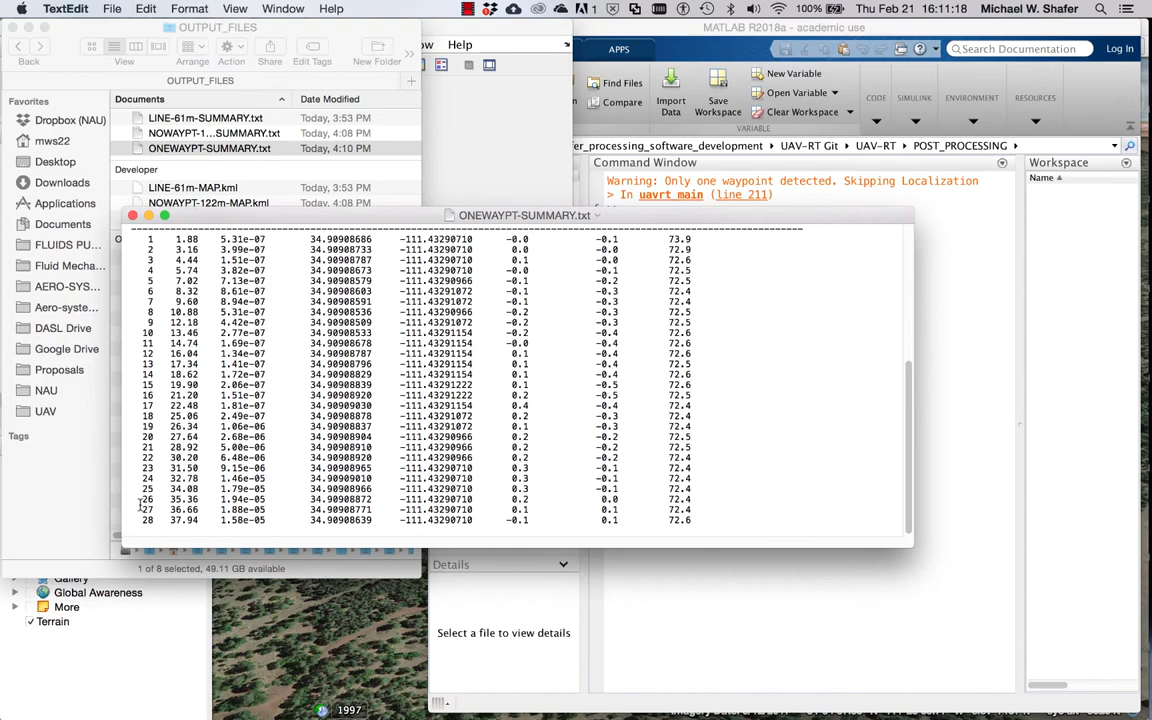 TextEdit File Edit Format View Window Help 1 100% Thu Feb 21 16:11:18 Michael W. Shafer
OUTPUT_FILES
Back View Arrange Action Share Edit Tags New Folder
OUTPUT_FILES
Favorites
Dropbox (NAU)
mws22
Desktop
Downloads
Applications
Documents
FLUIDS PU...
Fluid Mecha...
AERO-SYS...
Aero-syste...
DASL Drive
Google Drive
Proposals
NAU
UAV
Tags
Documents Date Modified
LINE-61m-SUMMARY.txt Today, 3:53 PM
NOWAYPT-1...SUMMARY.txt Today, 4:08 PM
ONEWAYPT-SUMMARY.txt Today, 4:10 PM
Developer
LINE-61m-MAP.kml Today, 3:53 PM
NOWAYPT-122m-MAP.kml Today, 4:08 PM
1 of 8 selected, 49.11 GB available
Help
MATLAB R2018a - academic use
APPS
Search Documentation
Log In
Find Files
Compare
Import Data
Save Workspace
New Variable
Open Variable
Clear Workspace
VARIABLE
CODE SIMULINK ENVIRONMENT RESOURCES
er_processing_software_development UAV-RT Git UAV-RT POST_PROCESSING
Command Window
Warning: Only one waypoint detected. Skipping Localization
> In uavrt_main (line 211)
Workspace
Name
ONEWAYPT-SUMMARY.txt
1 1.88 5.31e-07 34.90908686 -111.43290710 -0.0 -0.1 73.9
2 3.16 3.99e-07 34.90908733 -111.43290710 0.0 -0.0 72.9
3 4.44 1.51e-07 34.90908787 -111.43290710 0.1 -0.0 72.6
4 5.74 3.82e-07 34.90908673 -111.43290710 -0.0 -0.1 72.5
5 7.02 7.13e-07 34.90908579 -111.43290966 -0.1 -0.2 72.5
6 8.32 8.61e-07 34.90908603 -111.43291072 -0.1 -0.3 72.4
7 9.60 8.94e-07 34.90908591 -111.43291072 -0.1 -0.3 72.4
8 10.88 5.31e-07 34.90908536 -111.43290966 -0.2 -0.3 72.5
9 12.18 4.42e-07 34.90908509 -111.43291072 -0.2 -0.3 72.5
10 13.46 2.77e-07 34.90908533 -111.43291154 -0.2 -0.4 72.6
11 14.74 1.69e-07 34.90908678 -111.43291154 -0.0 -0.4 72.6
12 16.04 1.34e-07 34.90908787 -111.43291154 0.1 -0.4 72.5
13 17.34 1.41e-07 34.90908796 -111.43291154 0.1 -0.4 72.5
14 18.62 1.72e-07 34.90908829 -111.43291154 0.1 -0.4 72.6
15 19.90 2.06e-07 34.90908839 -111.43291222 0.1 -0.5 72.6
16 21.20 1.51e-07 34.90908920 -111.43291154 0.2 -0.5 72.4
17 22.48 1.81e-07 34.90909030 -111.43291154 0.4 -0.4 72.4
18 25.06 2.49e-07 34.90908878 -111.43291072 0.2 -0.3 72.4
19 26.34 1.06e-06 34.90908837 -111.43291072 0.1 -0.3 72.4
20 27.64 2.68e-06 34.90908904 -111.43290966 0.2 -0.2 72.5
21 28.92 5.00e-06 34.90908910 -111.43290966 0.2 -0.2 72.5
22 30.20 6.48e-06 34.90908920 -111.43290966 0.2 -0.2 72.4
23 31.50 9.15e-06 34.90908965 -111.43290710 0.3 -0.1 72.4
24 32.78 1.46e-05 34.90909010 -111.43290710 0.3 -0.1 72.4
25 34.08 1.79e-05 34.90908966 -111.43290710 0.3 -0.1 72.4
26 35.36 1.94e-05 34.90908872 -111.43290710 0.2 0.0 72.4
27 36.66 1.88e-05 34.90908771 -111.43290710 0.1 0.1 72.4
28 37.94 1.58e-05 34.90908639 -111.43290710 -0.1 0.1 72.6
Gallery
Global Awareness
More
Terrain
Details
Select a file to view details
1997